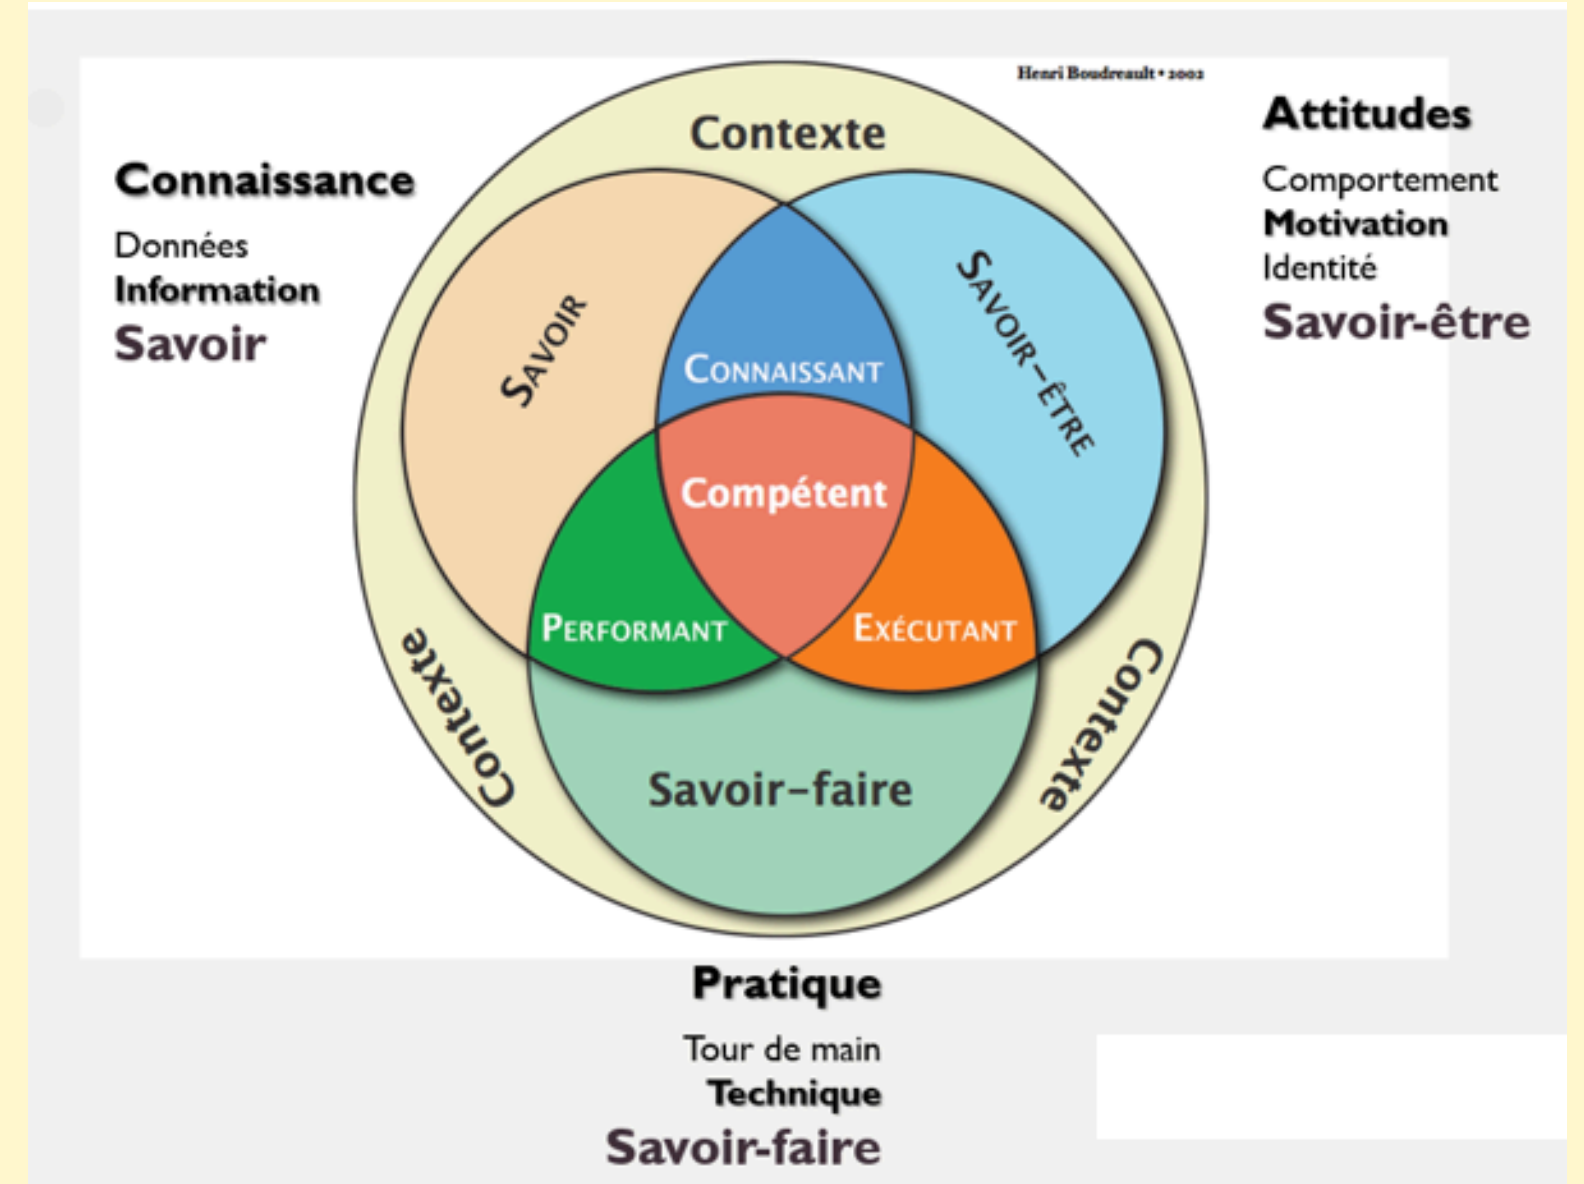 Henri Boudreault • 2002
Contexte
Connaissance
Données
Information
Savoir
Attitudes
Comportement
Motivation
Identité
Savoir-être
SAVOIR
SAVOIR-ÊTRE
CONNAISSANT
Compétent
PERFORMANT
EXÉCUTANT
Contexte
Contexte
Savoir-faire
Pratique
Tour de main
Technique
Savoir-faire